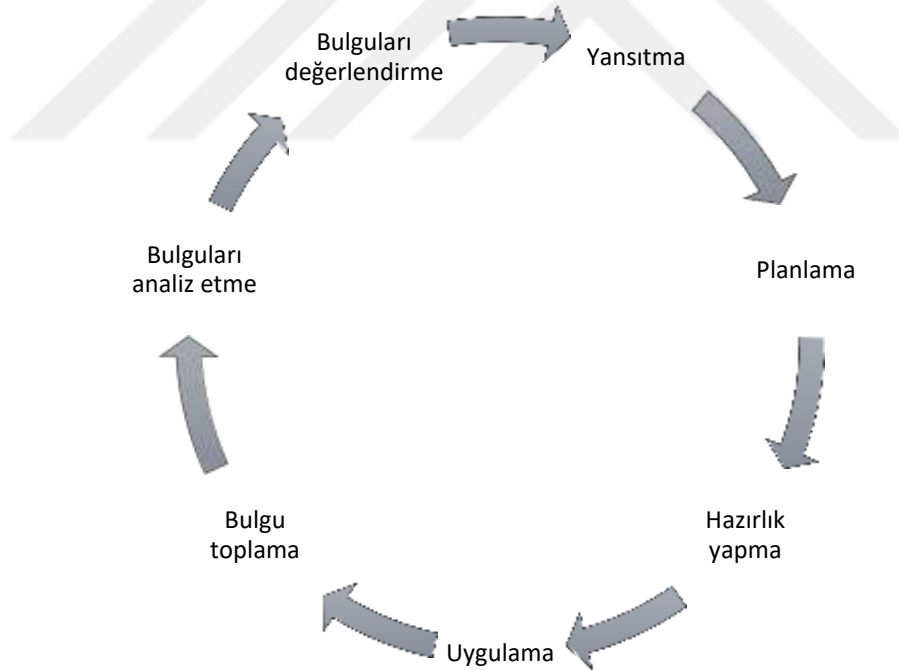 Bulguları
değerlendirme
Yansıtma
Planlama
Hazırlık
yapma
Uygulama
Bulgu
toplama
Bulguları
analiz etme